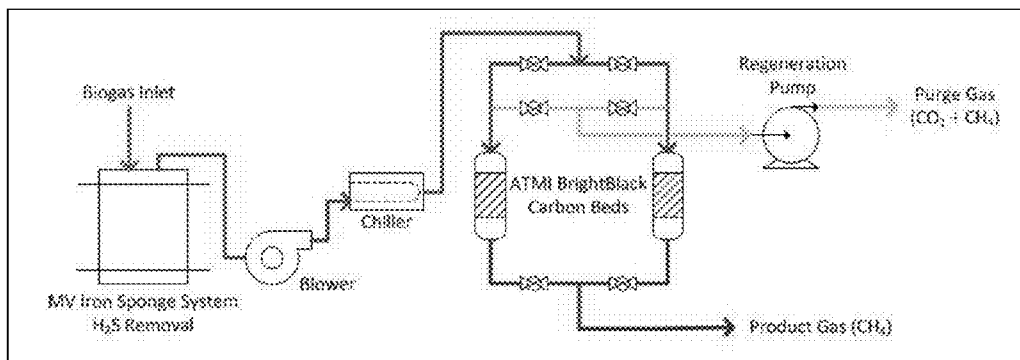 Biogas Inlet
MV Iron Sponge System
H₂S Removal
Blower
Chiller
ATMI BrightBlack
Carbon Beds
Regeneration
Pump
Purge Gas
(CO₂ + CH₄)
Product Gas (CH₄)